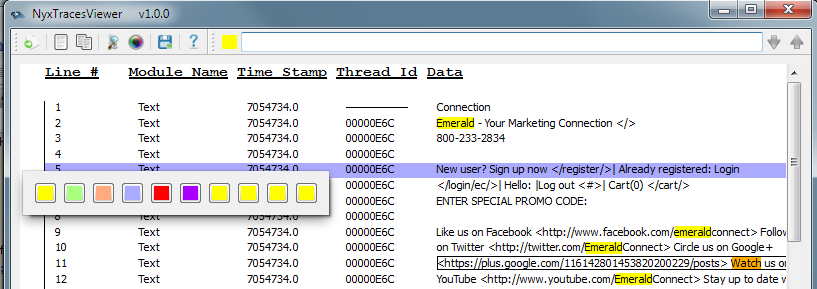 NyxTracesViewer v1.0.0
Line # Module Name Time Stamp Thread Id Data
1 Text 7054734.0 Connection
2 Text 7054734.0 00000E6C Emerald - Your Marketing Connection </>
3 Text 7054734.0 00000E6C 800-233-2834
4 Text 7054734.0 00000E6C
5 Text 7054734.0 00000E6C New user? Sign up now </register/>| Already registered: Login
00000E6C </login/ec/>| Hello: |Log out <#>| Cart(0) </cart/>
00000E6C ENTER SPECIAL PROMO CODE:
8 Text 7054734.0 00000E6C
9 Text 7054734.0 00000E6C Like us on Facebook <http://www.facebook.com/emeraldconnect> Follow
10 Text 7054734.0 00000E6C on Twitter <http://twitter.com/EmeraldConnect> Circle us on Google+
11 Text 7054734.0 00000E6C <https://plus.google.com/116142801453820200229/posts> Watch us on
12 Text 7054734.0 00000E6C YouTube <http://www.youtube.com/EmeraldConnect> Stay up to date w